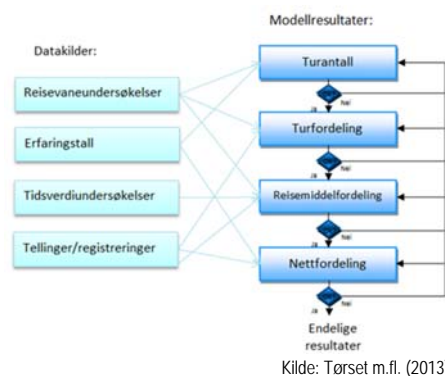 Modellresultater:
Datakilder:
Reisevaneundersøkelser
Erfaringstall
Tidsverdiundersøkelser
Tellinger/registreringer
Turantall
Ja
Nei
Turfordeling
Ja
Nei
Reisemiddelfordeling
Ja
Nei
Nettfordeling
Ja
Nei
Endelige
resultater
Kilde: Tørset m.fl. (2013